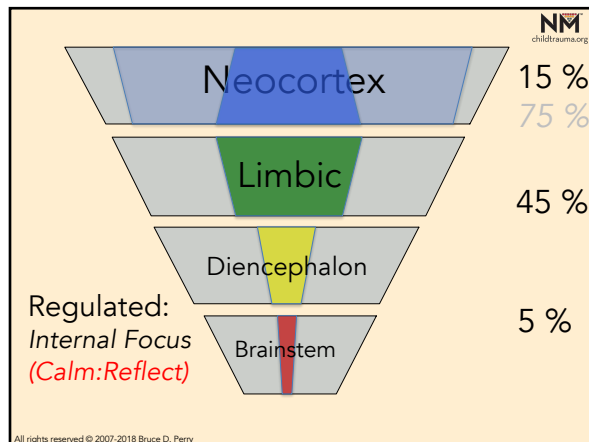 NM
childtrauma.org
Neocortex
15 %
75 %
Limbic
45 %
Diencephalon
Regulated:
Internal Focus
(Calm:Reflect)
5 %
Brainstem
All rights reserved © 2007-2018 Bruce D. Perry